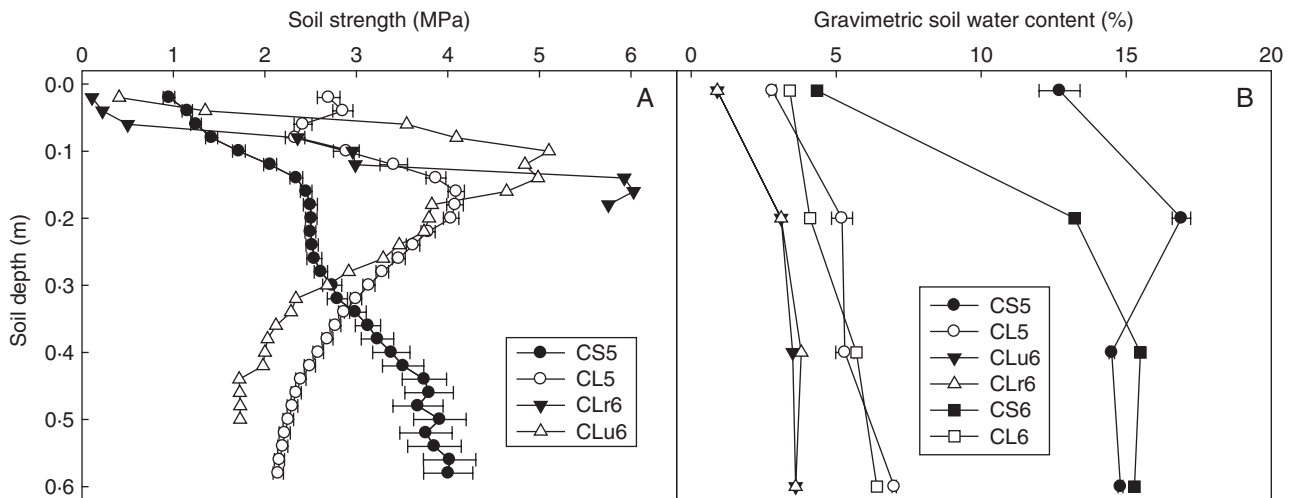 Soil strength (MPa)
0 1 2 3 4 5 6
Gravimetric soil water content (%)
0 5 10 15 20
Soil depth (m)
0·0
0·1
0·2
0·3
0·4
0·5
0·6
A
CS5
CL5
CLr6
CLu6
B
CS5
CL5
CLu6
CLr6
CS6
CL6